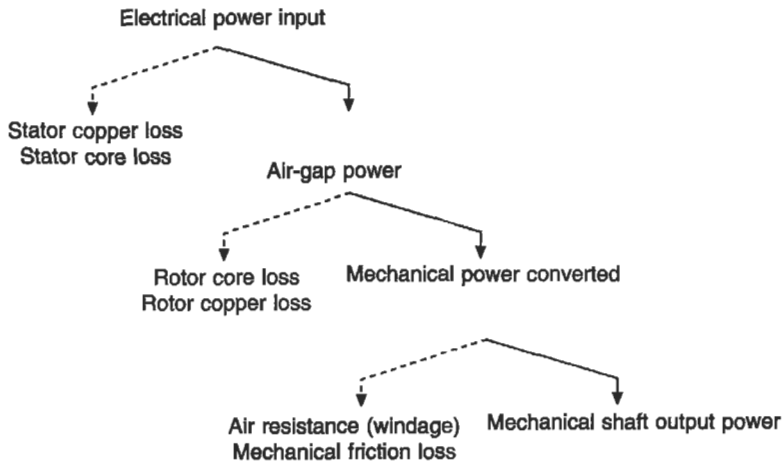 Electrical power input
Stator copper loss
Stator core loss
Air-gap power
Rotor core loss
Rotor copper loss
Mechanical power converted
Air resistance (windage)
Mechanical friction loss
Mechanical shaft output power